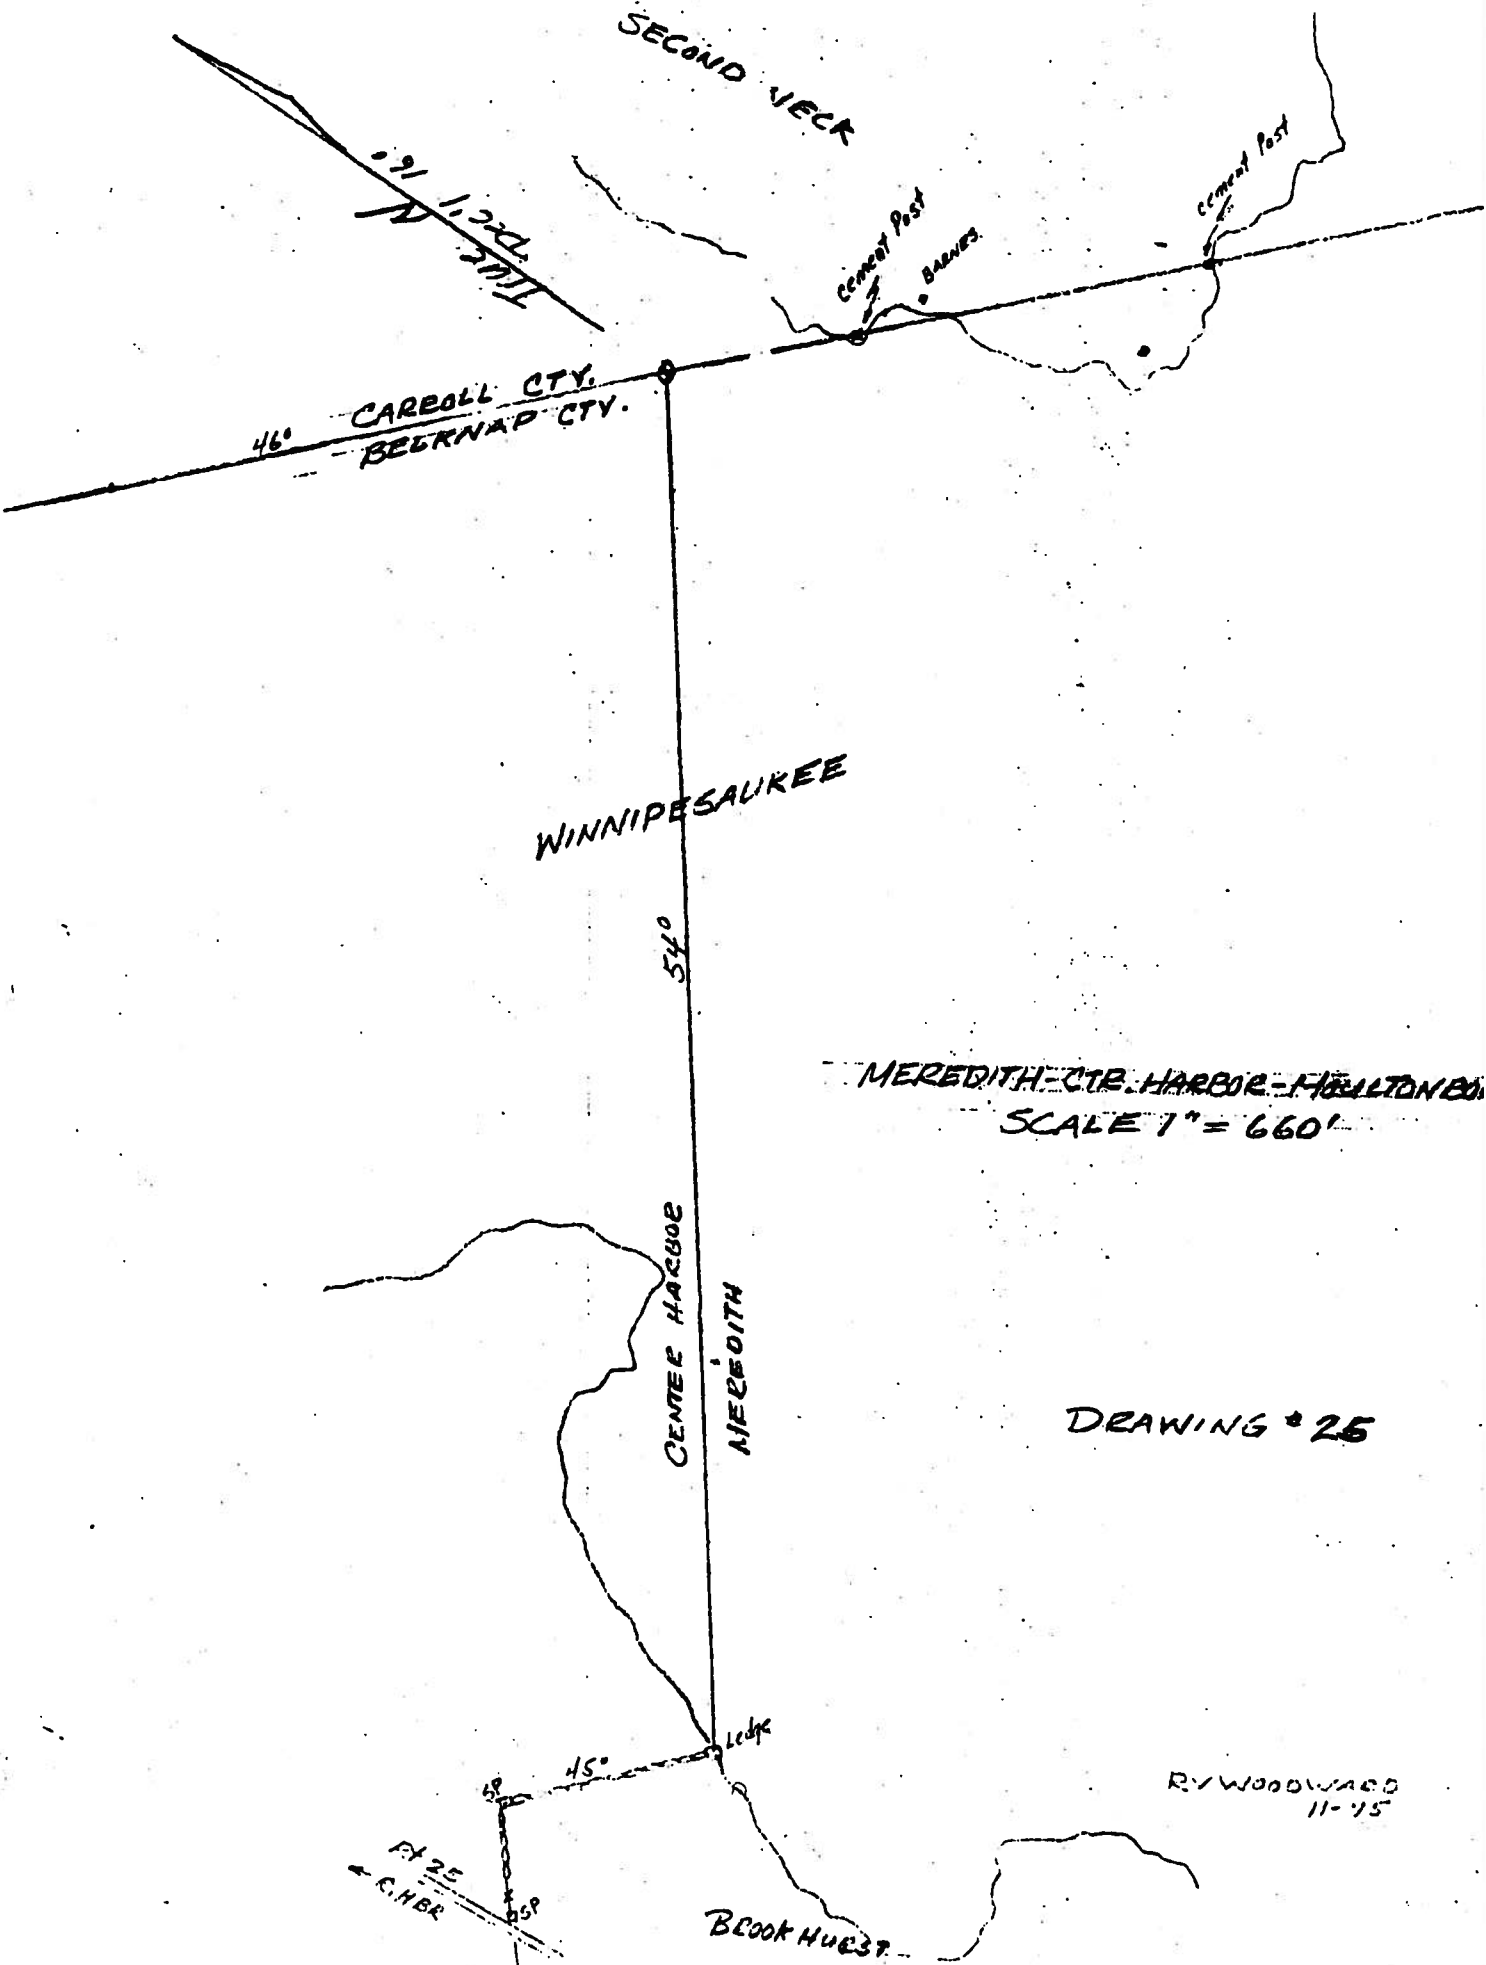 SECOND NECK
TRUE
Decl 16°
N
Cement Post
BARNES
Cement Post
CARROLL CTY.
46°
BELKNAP CTY.
WINNIPESAUKEE
54°
MEREDITH-CTR. HARBOR-MOULTONBO
SCALE 1" = 660'
CENTER HARBOR
MEREDITH
DRAWING # 25
Ledge
45°
SP
RVWOODWARD
11-75
Rt 25
C. HBR
SP
BROOKHURST